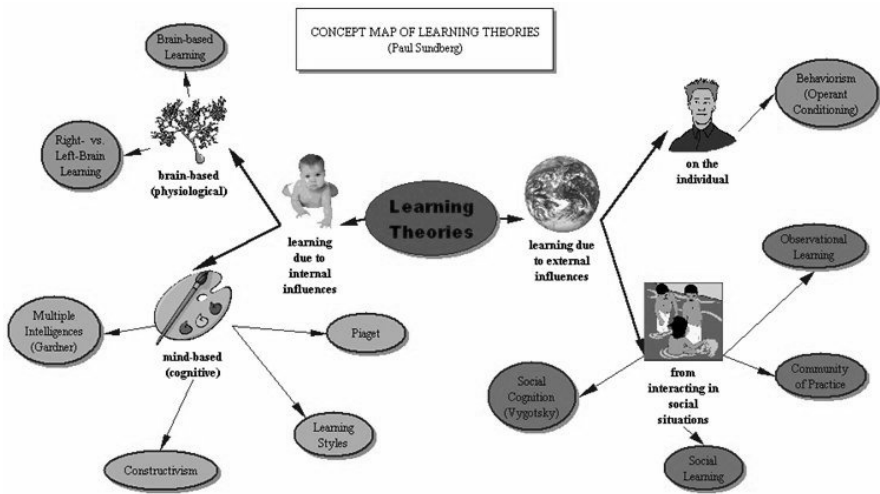 CONCEPT MAP OF LEARNING THEORIES
(Paul Sundberg)
Brain-based
Learning
Right- vs.
Left-Brain
Learning
brain-based
(physiological)
learning
due to
internal
influences
Learning
Theories
learning due
to external
influences
on the
individual
Behaviorism
(Operant
Conditioning)
Observational
Learning
Multiple
Intelligences
(Gardner)
mind-based
(cognitive)
Piaget
Learning
Styles
Constructivism
Social
Cognition
(Vygotsky)
from
interacting in
social
situations
Community
of Practice
Social
Learning